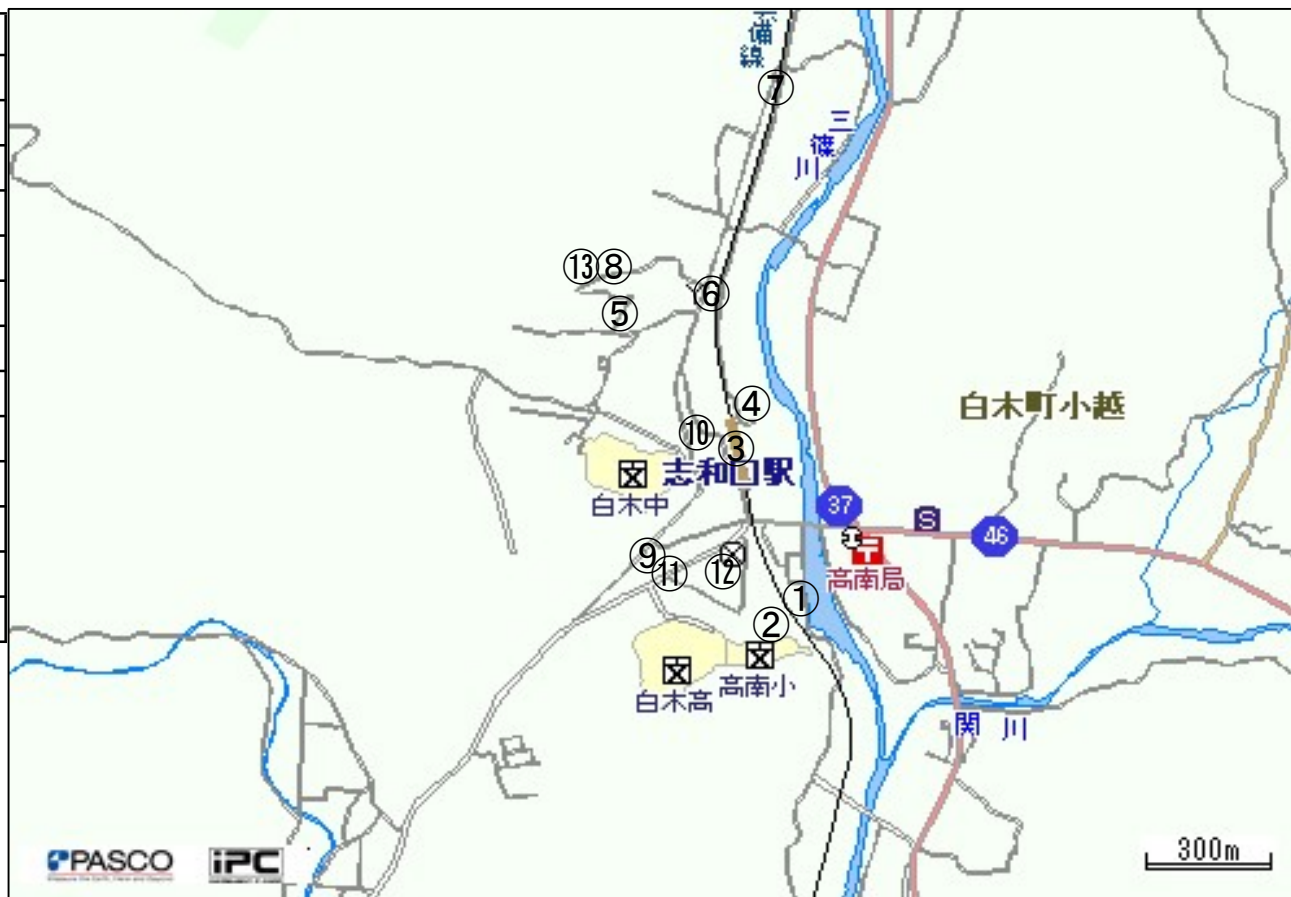 備線
⑦
三篠川
⑬⑧
⑥
⑤
④
白木町小越
⑩
③
志和口駅
白木中
37
S
46
⑨
⑪
⑫
高南局
①
②
白木高
高南小
関川
PASCO
iPC
300m